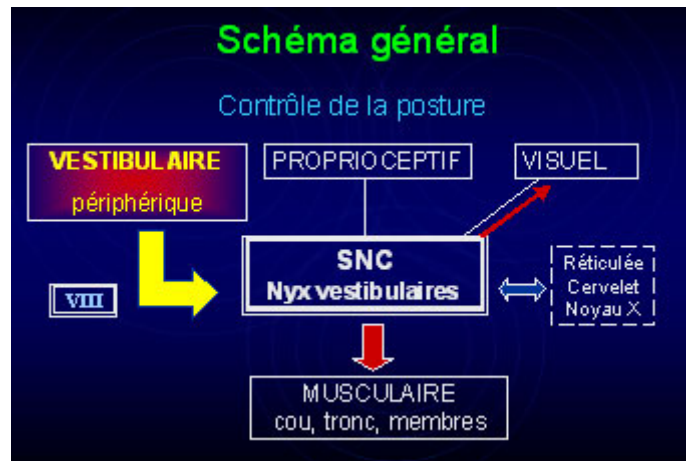 Schéma général
Contrôle de la posture
VESTIBULAIRE
périphérique
PROPRIOCEPTIF
VISUEL
VIII
SNC
Nyx vestibulaires
Réticulée
Cervelet
Noyau X
MUSCULAIRE
cou, tronc, membres